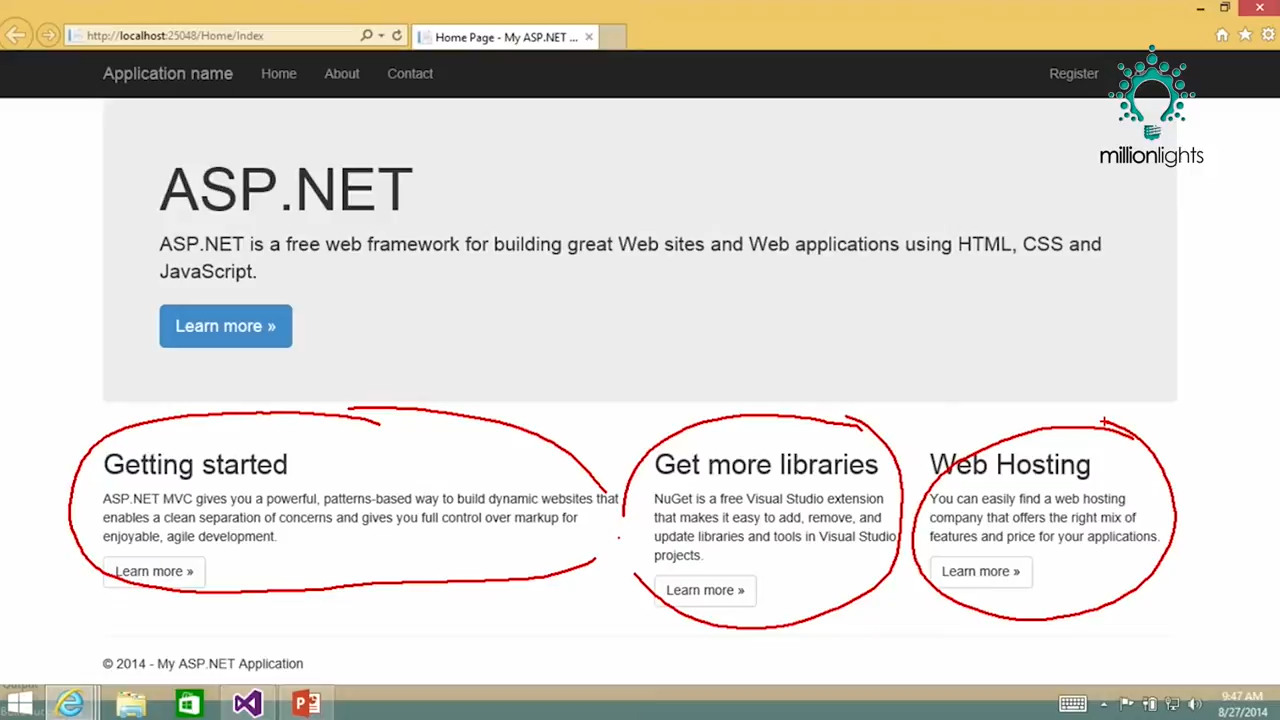 http://localhost:25048/Home/Index
Home Page - My ASP.NET ...
Application name Home About Contact Register
millionlights
ASP.NET
ASP.NET is a free web framework for building great Web sites and Web applications using HTML, CSS and
JavaScript.
Learn more »
Getting started
ASP.NET MVC gives you a powerful, patterns-based way to build dynamic websites that
enables a clean separation of concerns and gives you full control over markup for
enjoyable, agile development.
Learn more »
Get more libraries
NuGet is a free Visual Studio extension
that makes it easy to add, remove, and
update libraries and tools in Visual Studio
projects.
Learn more »
Web Hosting
You can easily find a web hosting
company that offers the right mix of
features and price for your applications.
Learn more »
© 2014 - My ASP.NET Application
9:47 AM
8/27/2014